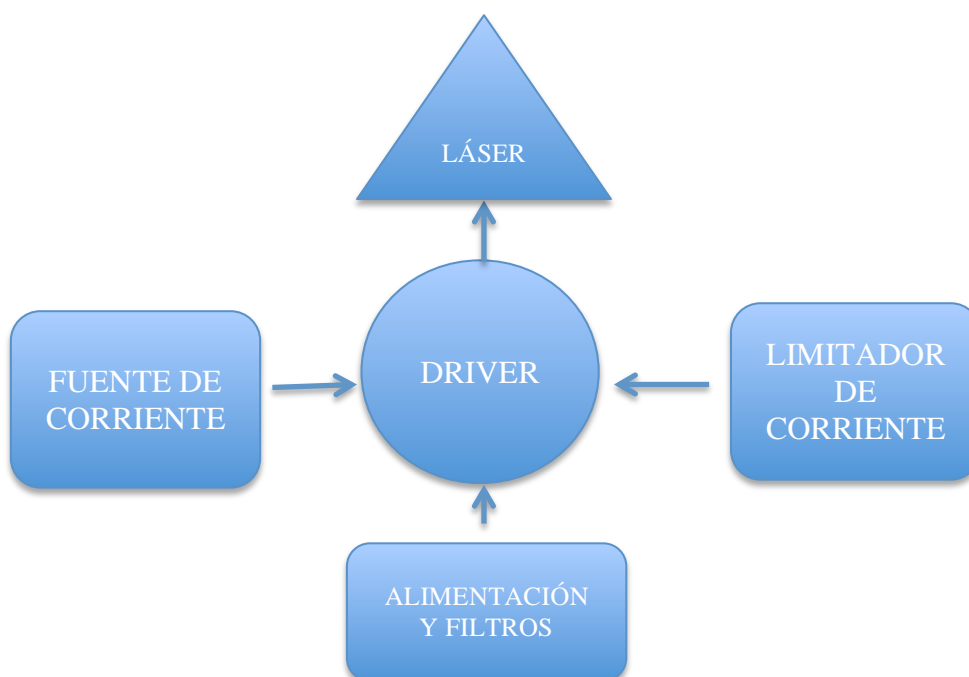 LÁSER
DRIVER
FUENTE DE
CORRIENTE
LIMITADOR
DE
CORRIENTE
ALIMENTACIÓN
Y FILTROS